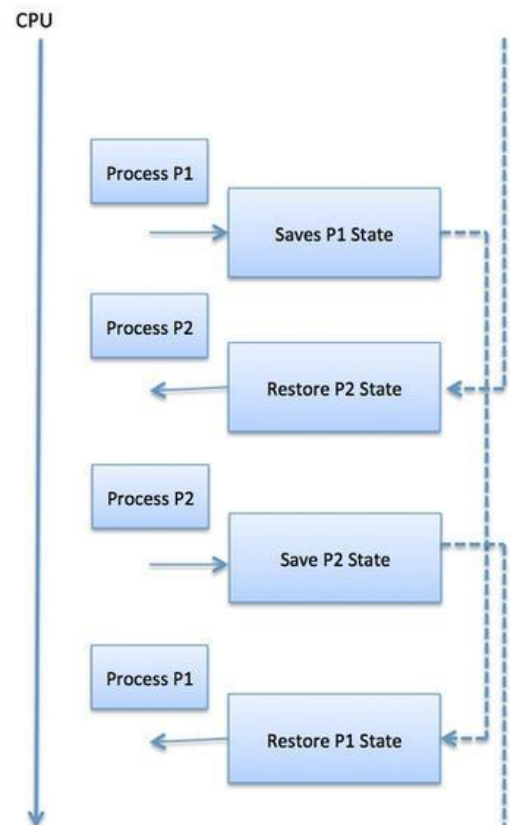 CPU
Process P1
Saves P1 State
Process P2
Restore P2 State
Process P2
Save P2 State
Process P1
Restore P1 State